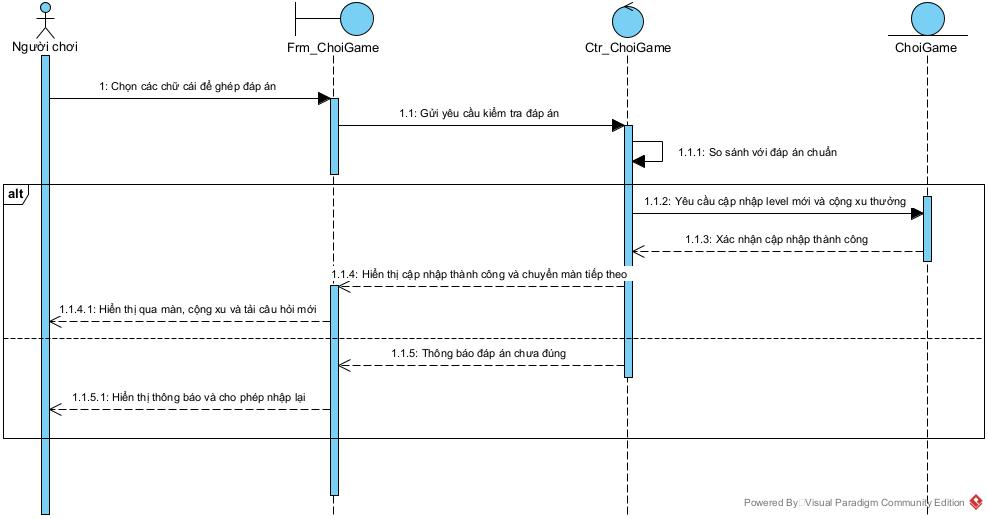 Người chơi
Frm_ChoiGame
Ctr_ChoiGame
ChoiGame
1: Chọn các chữ cái để ghép đáp án
1.1: Gửi yêu cầu kiểm tra đáp án
1.1.1: So sánh với đáp án chuẩn
alt
1.1.2: Yêu cầu cập nhập level mới và cộng xu thưởng
1.1.3: Xác nhận cập nhập thành công
1.1.4: Hiển thị cập nhập thành công và chuyển màn tiếp theo
1.1.4.1: Hiển thị qua màn, cộng xu và tải câu hỏi mới
1.1.5: Thông báo đáp án chưa đúng
1.1.5.1: Hiển thị thông báo và cho phép nhập lại
Powered By Visual Paradigm Community Edition